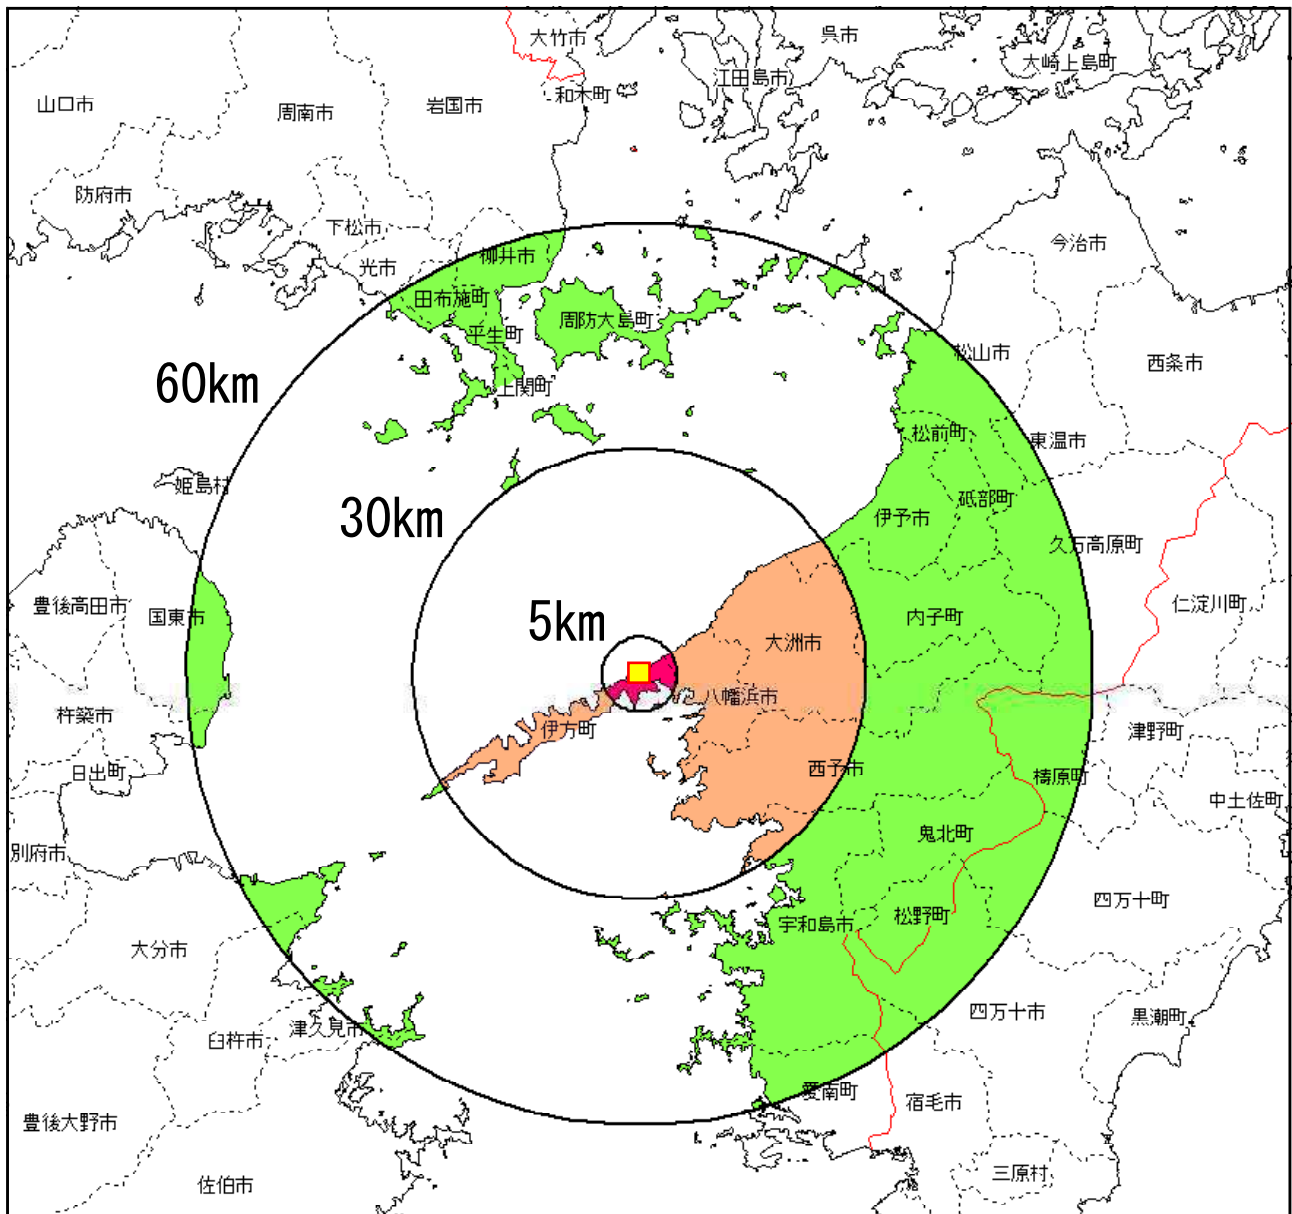 大竹市
呉市
大崎上島町
江田島市
和木町
山口市
周南市
岩国市
防府市
下松市
今治市
柳井市
光市
田布施町
周防大島町
平生町
松山市
西条市
60km
上関町
松前町
東温市
姫島村
砥部町
30km
伊予市
久万高原町
豊後高田市
国東市
5km
内子町
仁淀川町
大洲市
八幡浜市
杵築市
伊方町
津野町
日出町
西予市
梼原町
中土佐町
鬼北町
別府市
四万十町
松野町
宇和島市
大分市
四万十市
黒潮町
津久見市
臼杵市
愛南町
宿毛市
豊後大野市
三原村
佐伯市